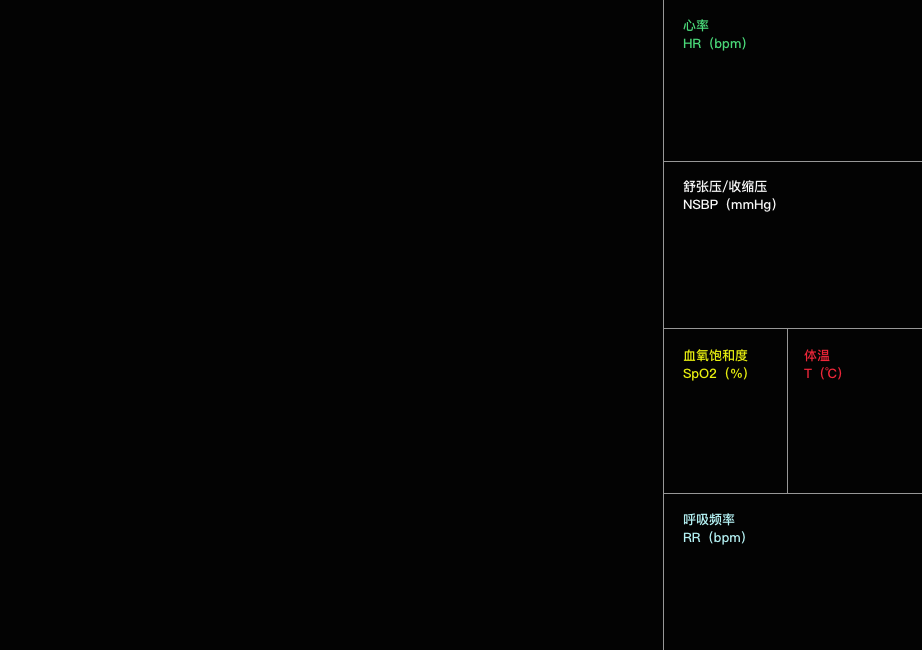 心率
HR（bpm）
舒张压/收缩压
NSBP（mmHg）
血氧饱和度
SpO2（%）
体温
T（℃）
呼吸频率
RR（bpm）